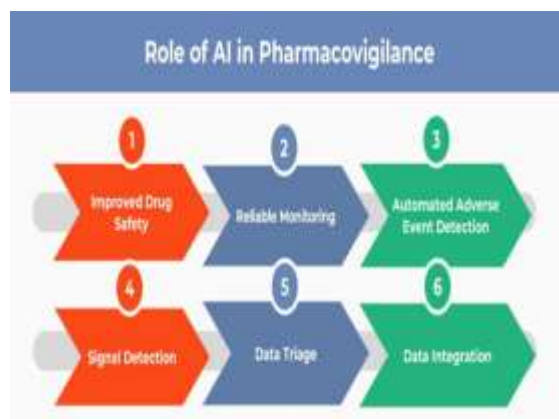 Role of AI in Pharmacovigilance
1
2
3
Improved Drug
Safety
Reliable Monitoring
Automated Adverse
Event Detection
4
5
6
Signal Detection
Data Triage
Data Integration